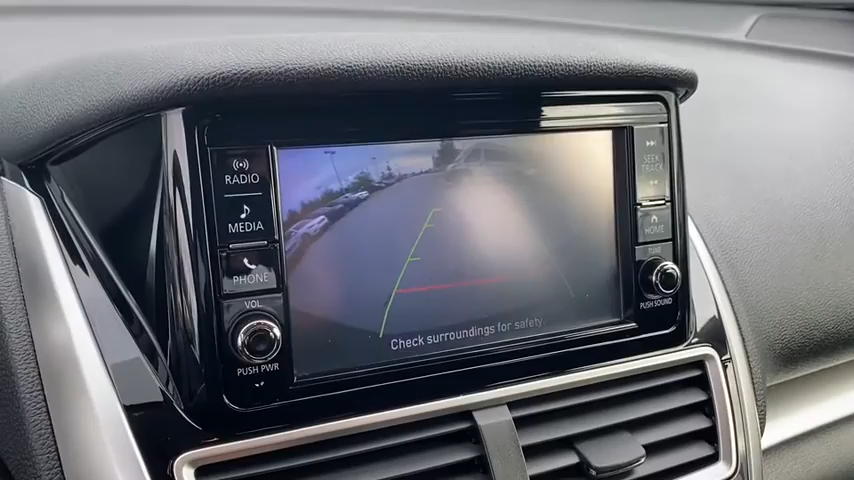 RADIO
MEDIA
PHONE
VOL
PUSH PWR
Check surroundings for safety
SEEK
TRACK
HOME
TUNE
PUSH SOUND